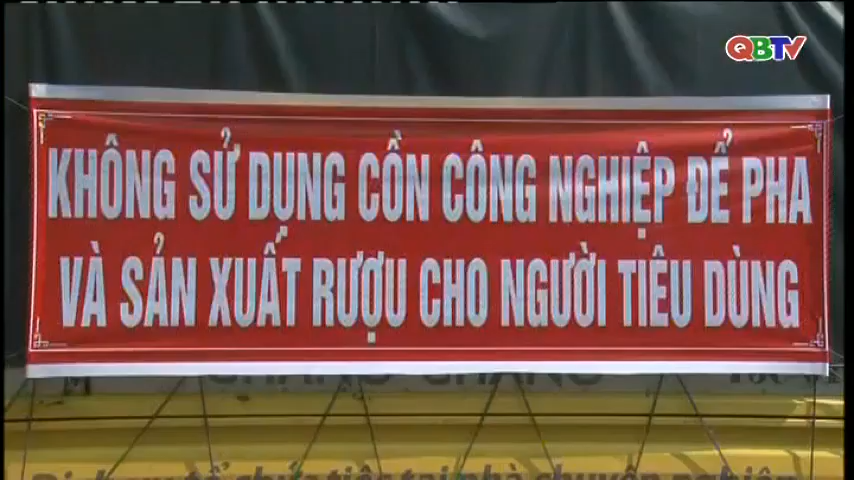 QBTV
KHÔNG SỬ DỤNG CỒN CÔNG NGHIỆP ĐỂ PHA
VÀ SẢN XUẤT RƯỢU CHO NGƯỜI TIÊU DÙNG